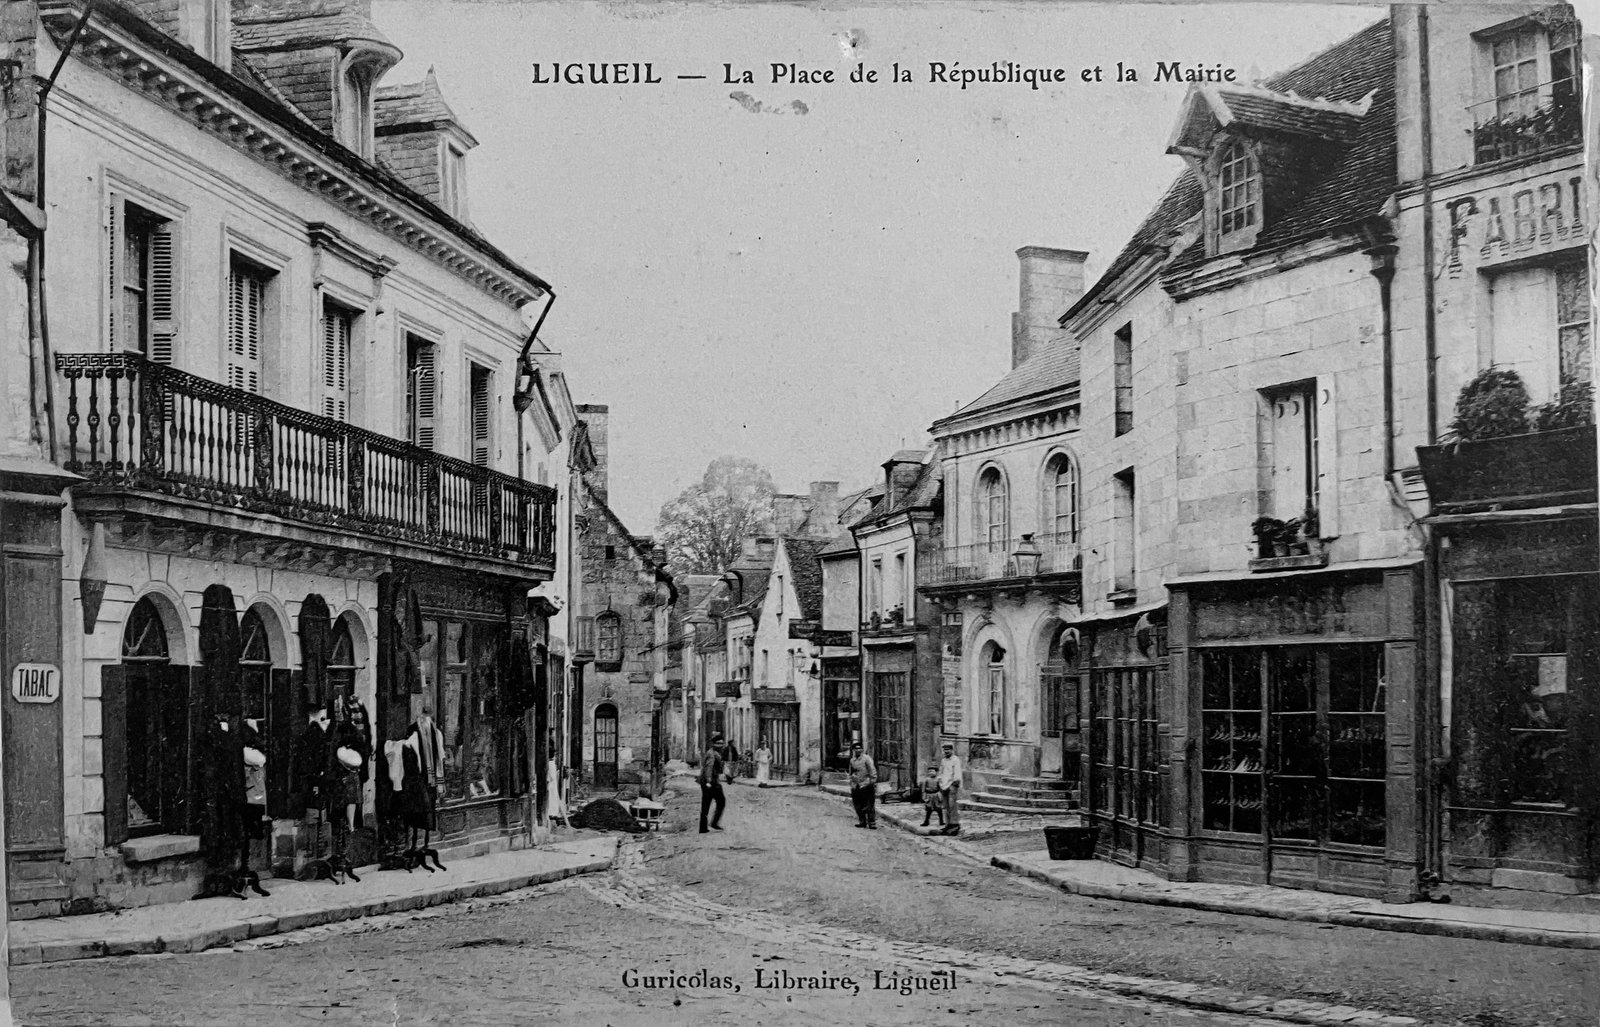 LIGUEIL — La Place de la République et la Mairie
FABRI
TABAC
Guricolas, Libraire, Ligueil